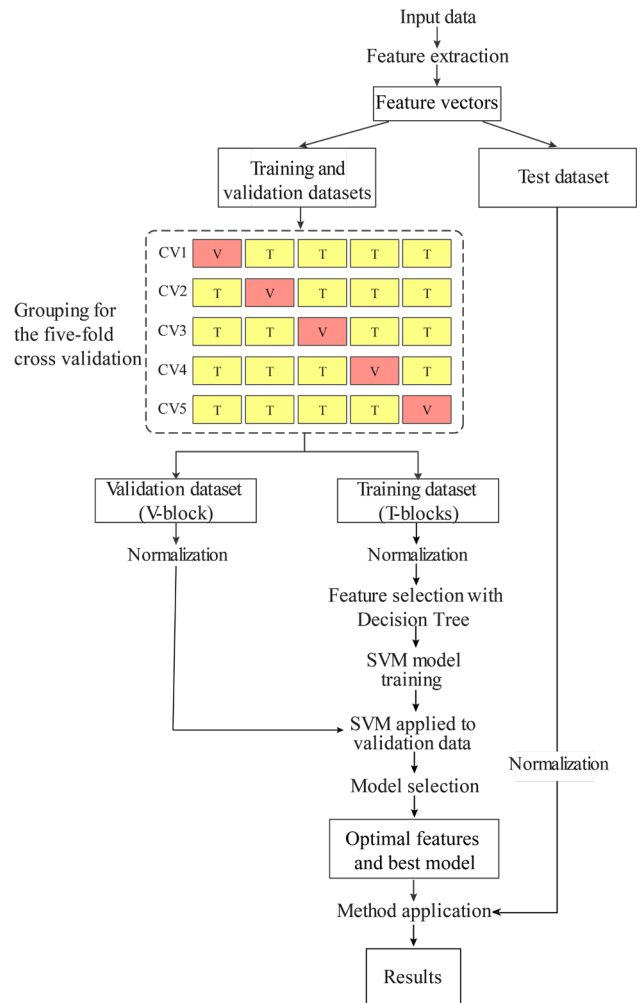 Input data
Feature extraction
Feature vectors
Training and
validation datasets
Test dataset
Grouping for
the five-fold
cross validation
CV1 V T T T T
CV2 T V T T T
CV3 T T V T T
CV4 T T T V T
CV5 T T T T V
Validation dataset
(V-block)
Training dataset
(T-blocks)
Normalization
Normalization
Feature selection with
Decision Tree
SVM model
training
SVM applied to
validation data
Normalization
Model selection
Optimal features
and best model
Method application
Results